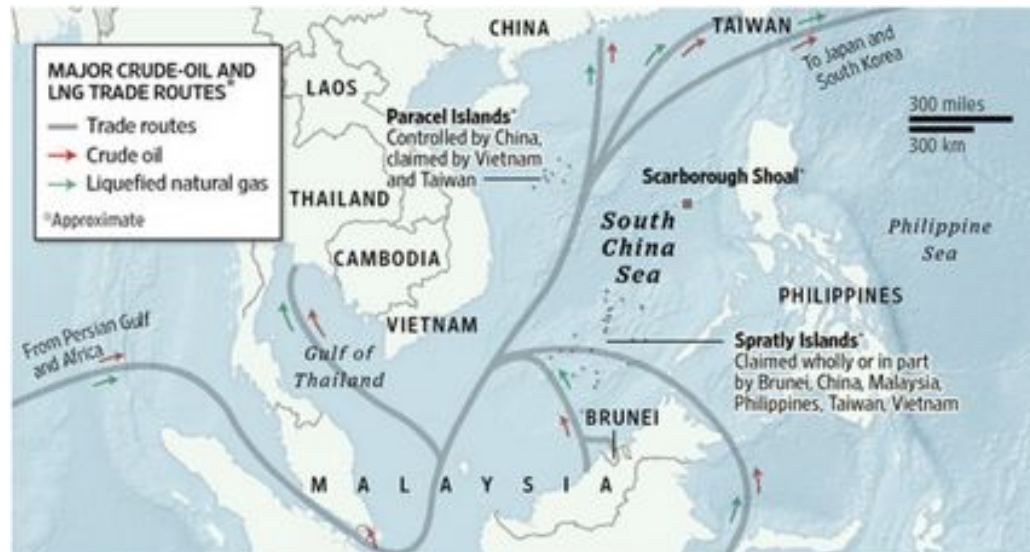 MAJOR CRUDE-OIL AND
LNG TRADE ROUTES*
Trade routes
Crude oil
Liquefied natural gas
*Approximate
CHINA
TAIWAN
To Japan and
South Korea
300 miles
300 km
LAOS
Paracel Islands*
Controlled by China,
claimed by Vietnam
and Taiwan
THAILAND
Scarborough Shoal*
South
China
Sea
Philippine
Sea
CAMBODIA
PHILIPPINES
VIETNAM
From Persian Gulf
and Africa
Gulf of
Thailand
Spratly Islands*
Claimed wholly or in part
by Brunei, China, Malaysia,
Philippines, Taiwan, Vietnam
BRUNEI
MALAYSIA